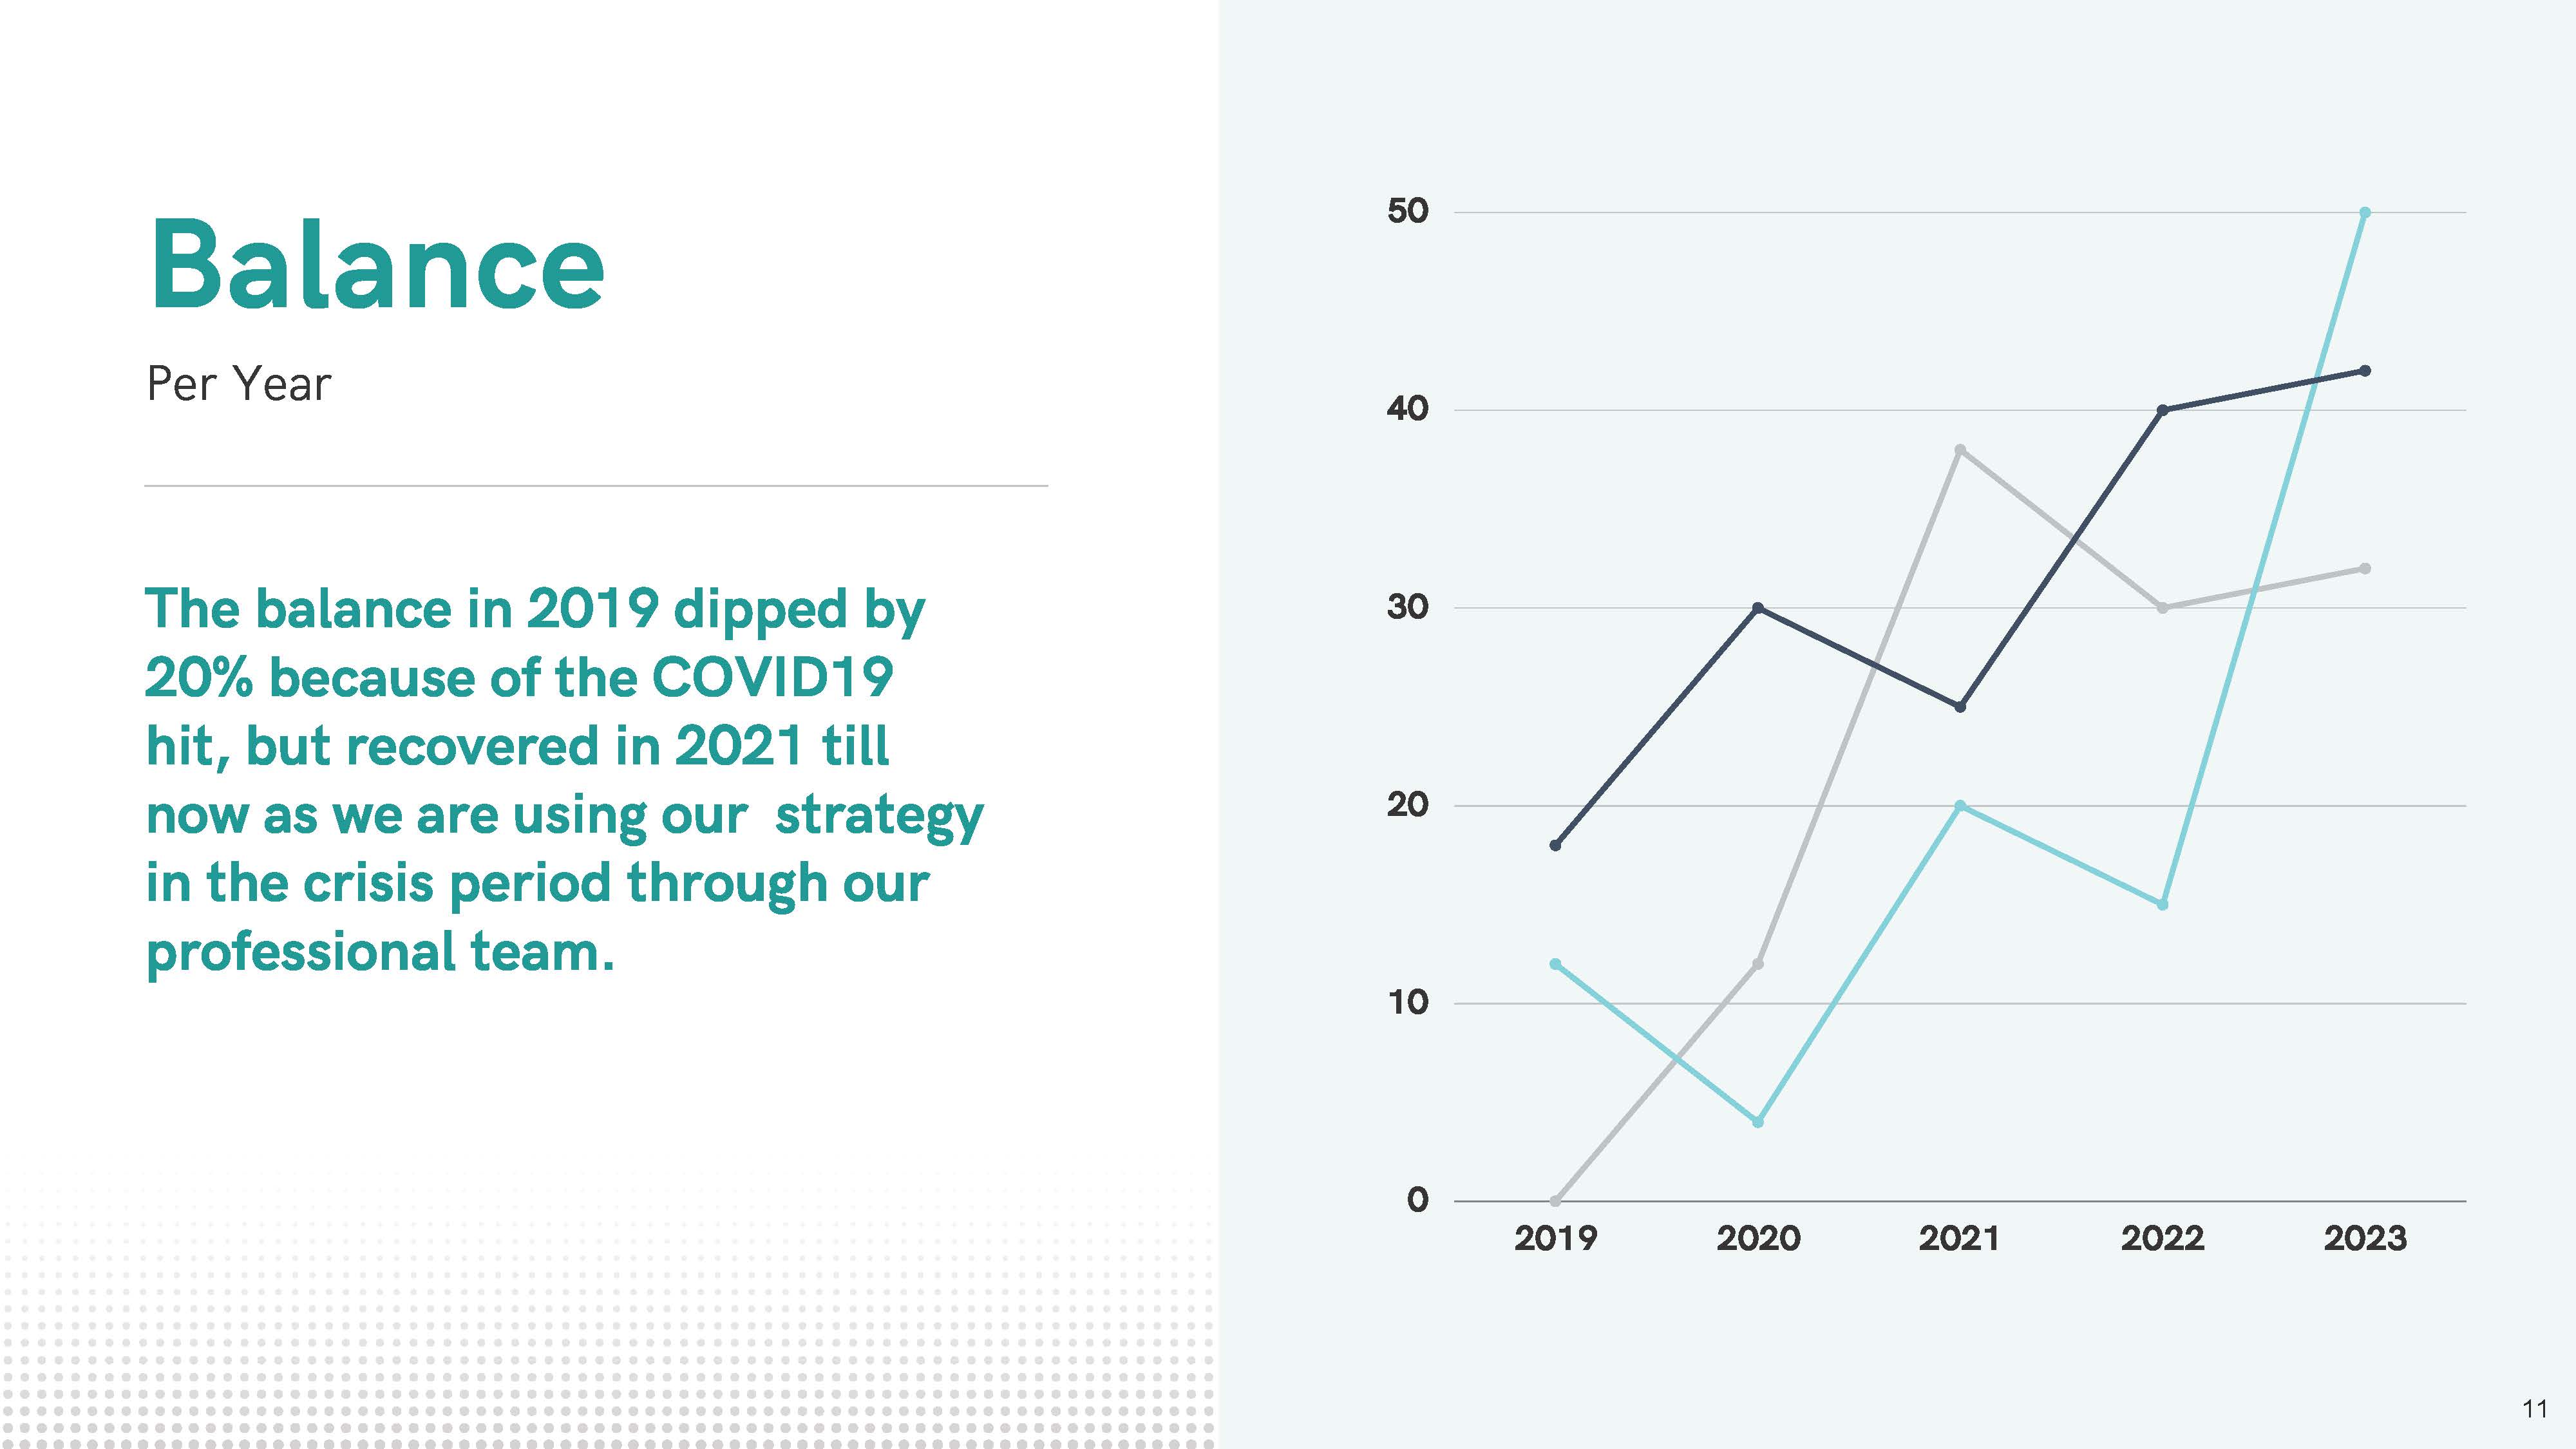 Balance
Per Year
The balance in 2019 dipped by
20% because of the COVID19
hit, but recovered in 2021 till
now as we are using our strategy
in the crisis period through our
professional team.
50
40
30
20
10
0
2019 2020 2021 2022 2023
11